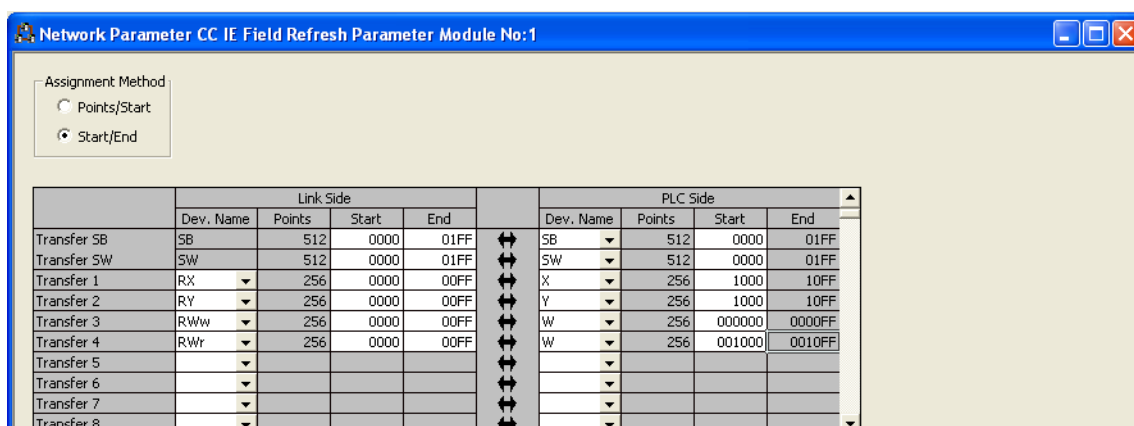 Network Parameter CC IE Field Refresh Parameter Module No:1
Assignment Method
Points/Start
Start/End
Link Side PLC Side
Dev. Name Points Start End Dev. Name Points Start End
Transfer SB SB 512 0000 01FF SB 512 0000 01FF
Transfer SW SW 512 0000 01FF SW 512 0000 01FF
Transfer 1 RX 256 0000 00FF X 256 1000 10FF
Transfer 2 RY 256 0000 00FF Y 256 1000 10FF
Transfer 3 RWw 256 0000 00FF W 256 000000 0000FF
Transfer 4 RWr 256 0000 00FF W 256 001000 0010FF
Transfer 5
Transfer 6
Transfer 7
Transfer 8